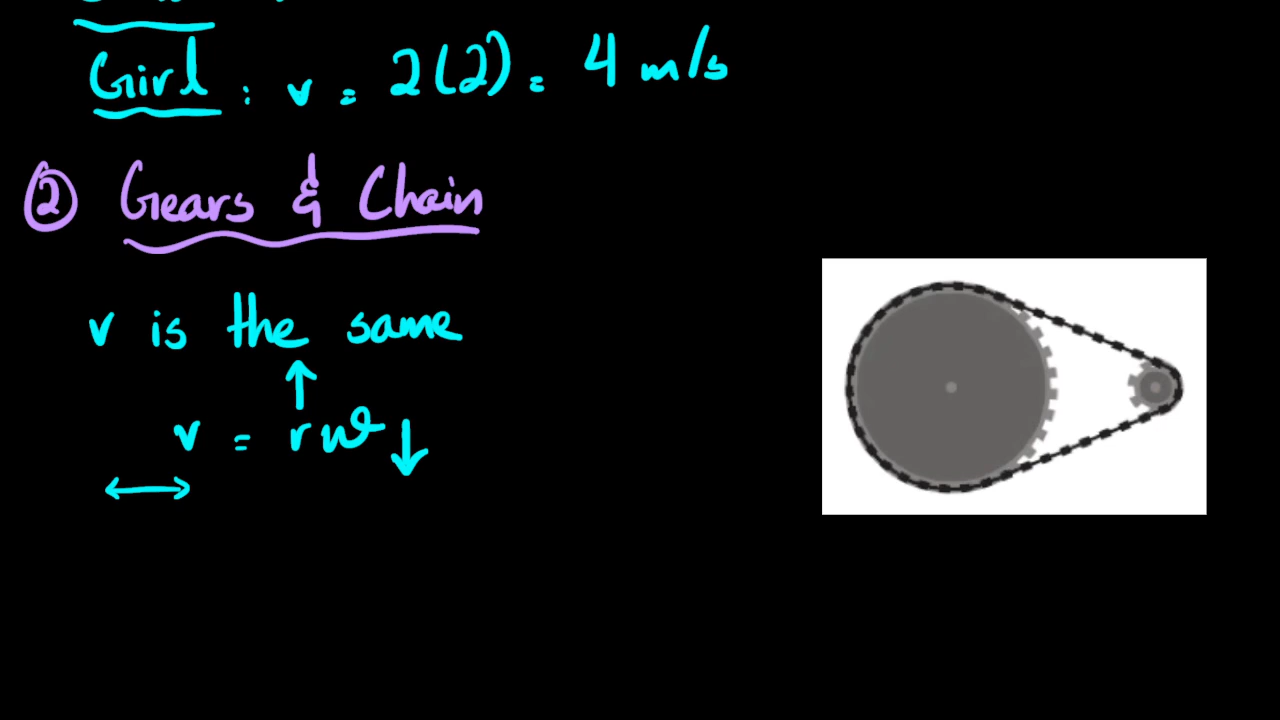 Girl : v = 2(2) = 4 m/s
② Gears & Chain
v is the same
↑
v = rω ↓
↔